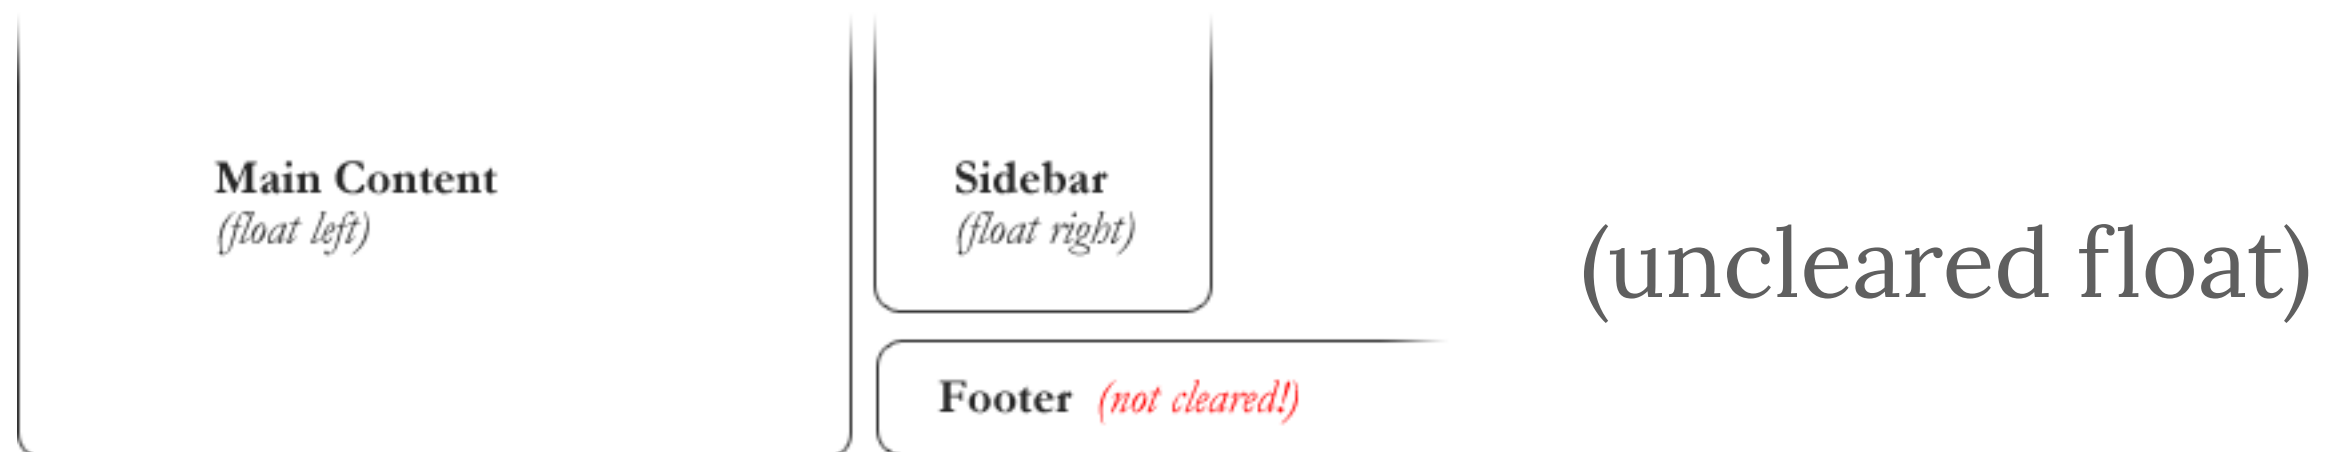 Main Content
(float left)
Sidebar
(float right)
Footer (not cleared!)
(uncleared float)